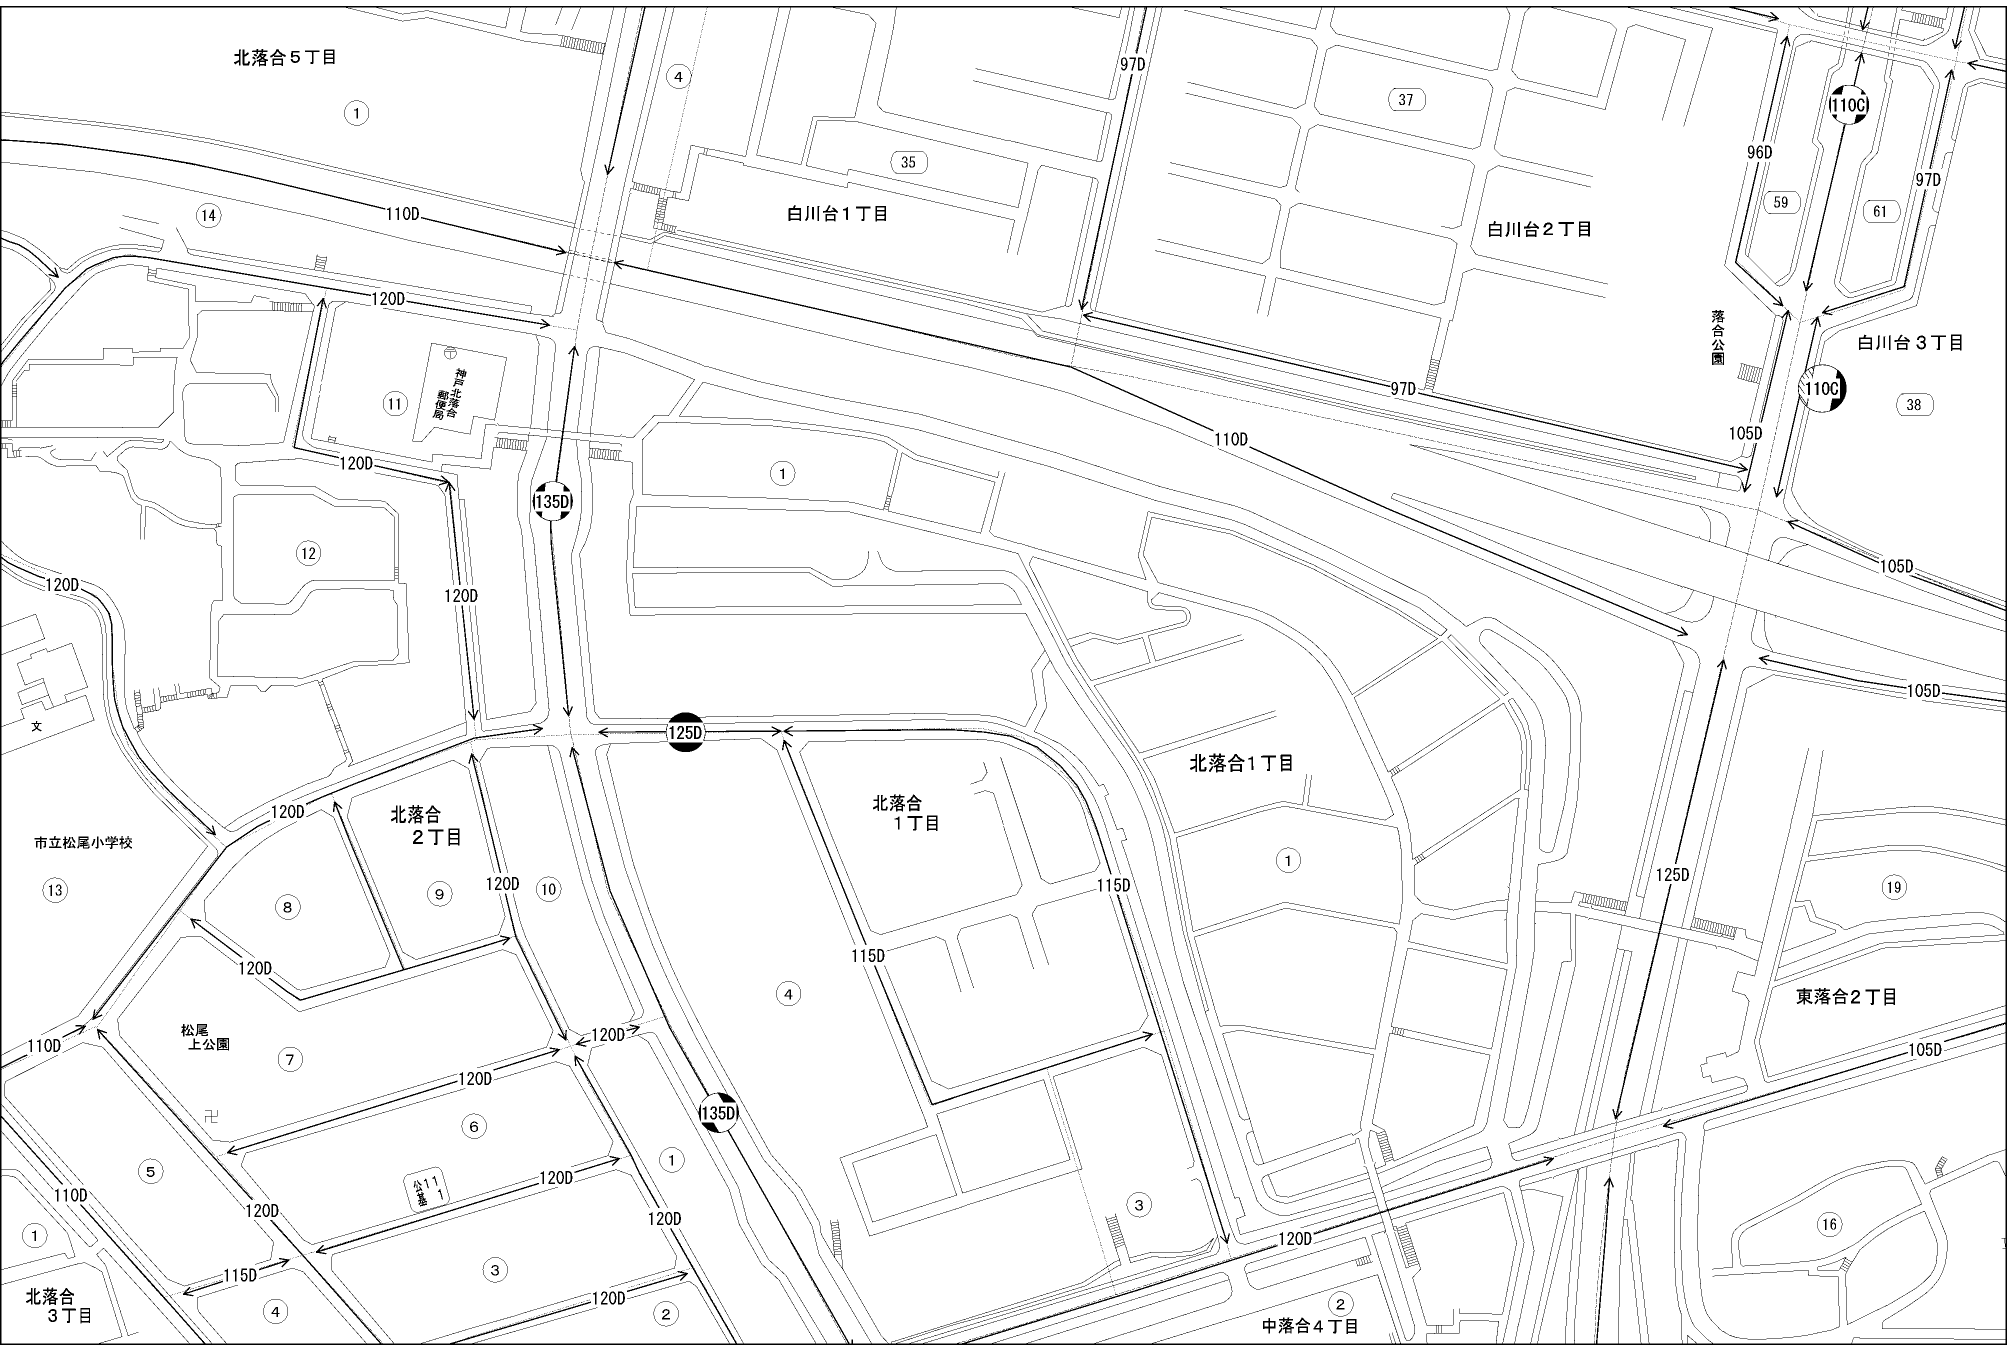 北落合5丁目
1
4
97D
37
110C
96D
97D
35
59
61
14
110D
白川台1丁目
白川台2丁目
120D
落合公園
白川台3丁目
神戸北落合
郵便局
11
97D
110C
38
105D
110D
120D
1
135D
12
105D
120D
120D
文
105D
125D
北落合1丁目
120D
北落合
2丁目
北落合
1丁目
市立松尾小学校
13
8
9
120D
10
115D
1
125D
19
120D
115D
4
東落合2丁目
松尾
上公園
110D
7
120D
120D
105D
卍
135D
6
5
1
公11
墓 1
120D
110D
120D
120D
3
16
1
120D
115D
3
北落合
3丁目
4
120D
2
2
中落合4丁目